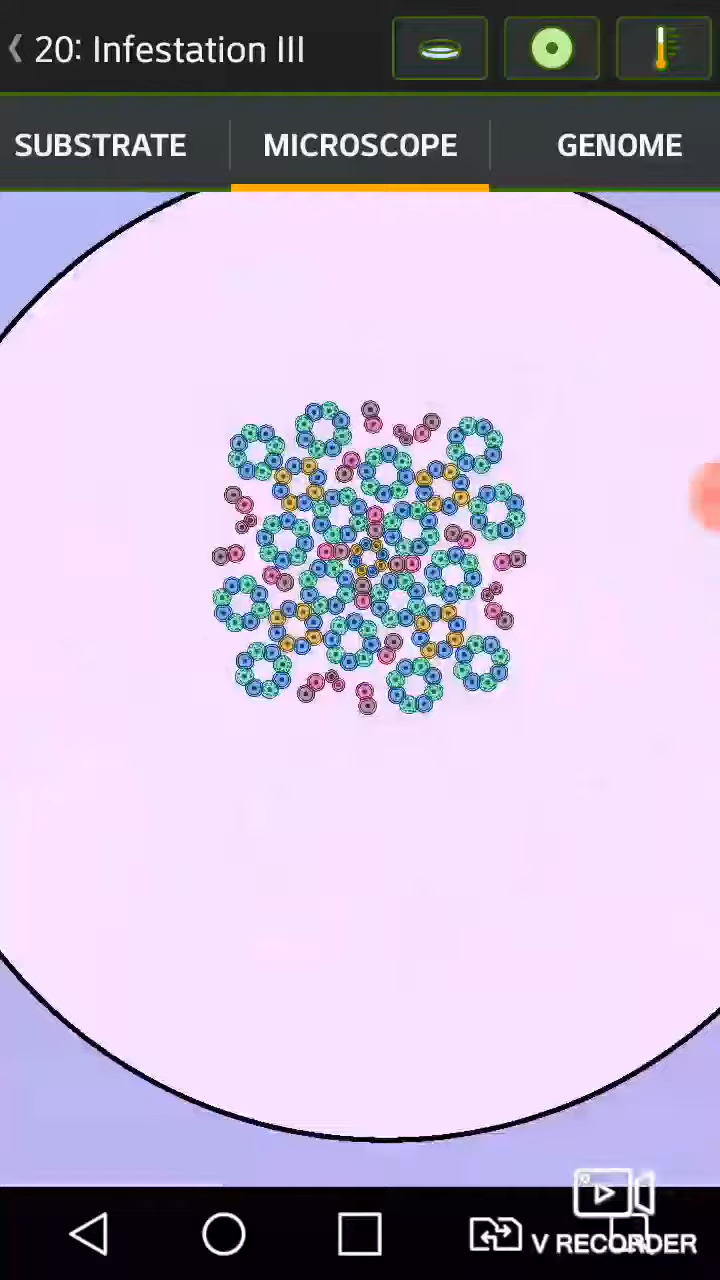 20: Infestation III
SUBSTRATE
MICROSCOPE
GENOME
V RECORDER